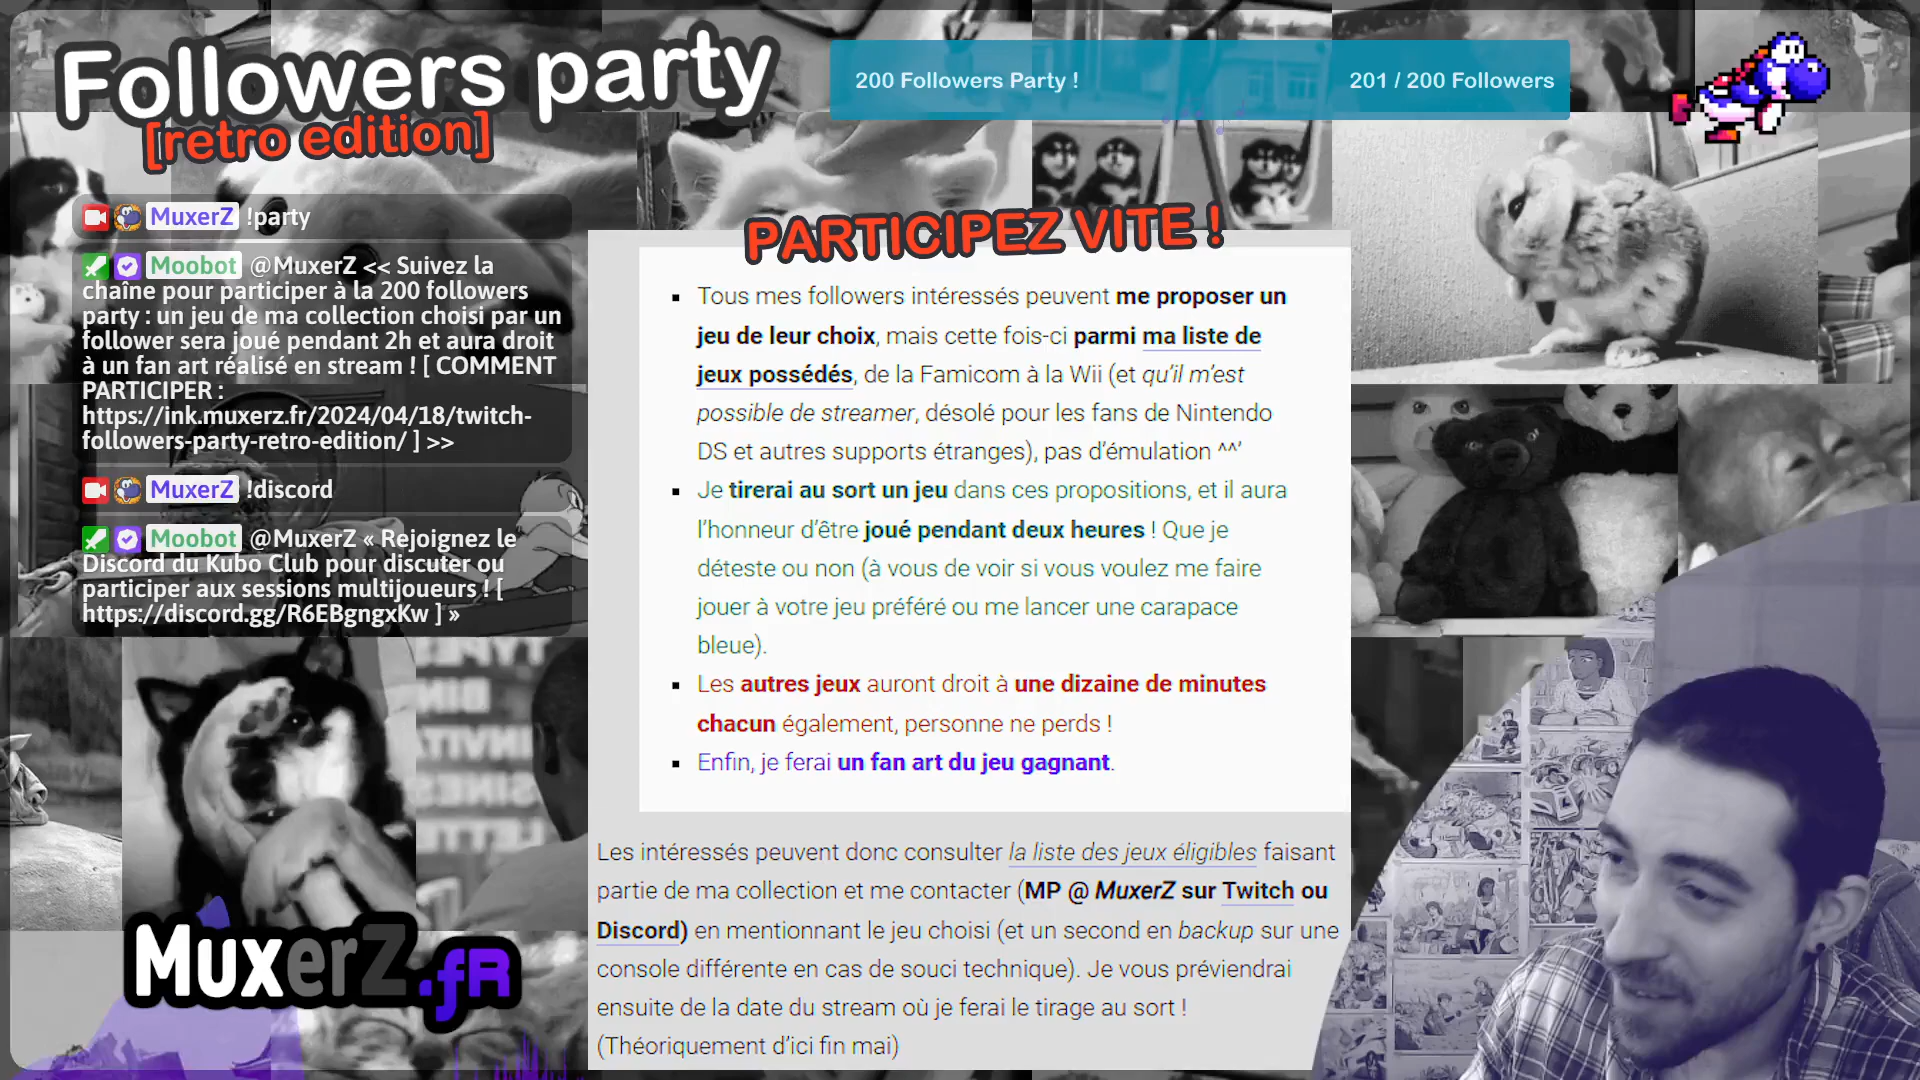 Followers party
[retro edition]
200 Followers Party !
201 / 200 Followers
MuxerZ !party
Moobot @MuxerZ << Suivez la
chaîne pour participer à la 200 followers
party : un jeu de ma collection choisi par un
follower sera joué pendant 2h et aura droit
à un fan art réalisé en stream ! [ COMMENT
PARTICIPER :
https://ink.muxerz.fr/2024/04/18/twitch-
followers-party-retro-edition/ ] >>
MuxerZ !discord
Moobot @MuxerZ « Rejoignez le
Discord du Kubo Club pour discuter ou
participer aux sessions multijoueurs ! [
https://discord.gg/R6EBgngxKw ] »
PARTICIPEZ VITE !
▪ Tous mes followers intéressés peuvent me proposer un
jeu de leur choix, mais cette fois-ci parmi ma liste de
jeux possédés, de la Famicom à la Wii (et qu’il m’est
possible de streamer, désolé pour les fans de Nintendo
DS et autres supports étranges), pas d’émulation ^^’
▪ Je tirerai au sort un jeu dans ces propositions, et il aura
l’honneur d’être joué pendant deux heures ! Que je
déteste ou non (à vous de voir si vous voulez me faire
jouer à votre jeu préféré ou me lancer une carapace
bleue).
▪ Les autres jeux auront droit à une dizaine de minutes
chacun également, personne ne perds !
▪ Enfin, je ferai un fan art du jeu gagnant.
Les intéressés peuvent donc consulter la liste des jeux éligibles faisant
partie de ma collection et me contacter (MP @ MuxerZ sur Twitch ou
Discord) en mentionnant le jeu choisi (et un second en backup sur une
console différente en cas de souci technique). Je vous préviendrai
ensuite de la date du stream où je ferai le tirage au sort !
(Théoriquement d’ici fin mai)
MuxerZ.fR